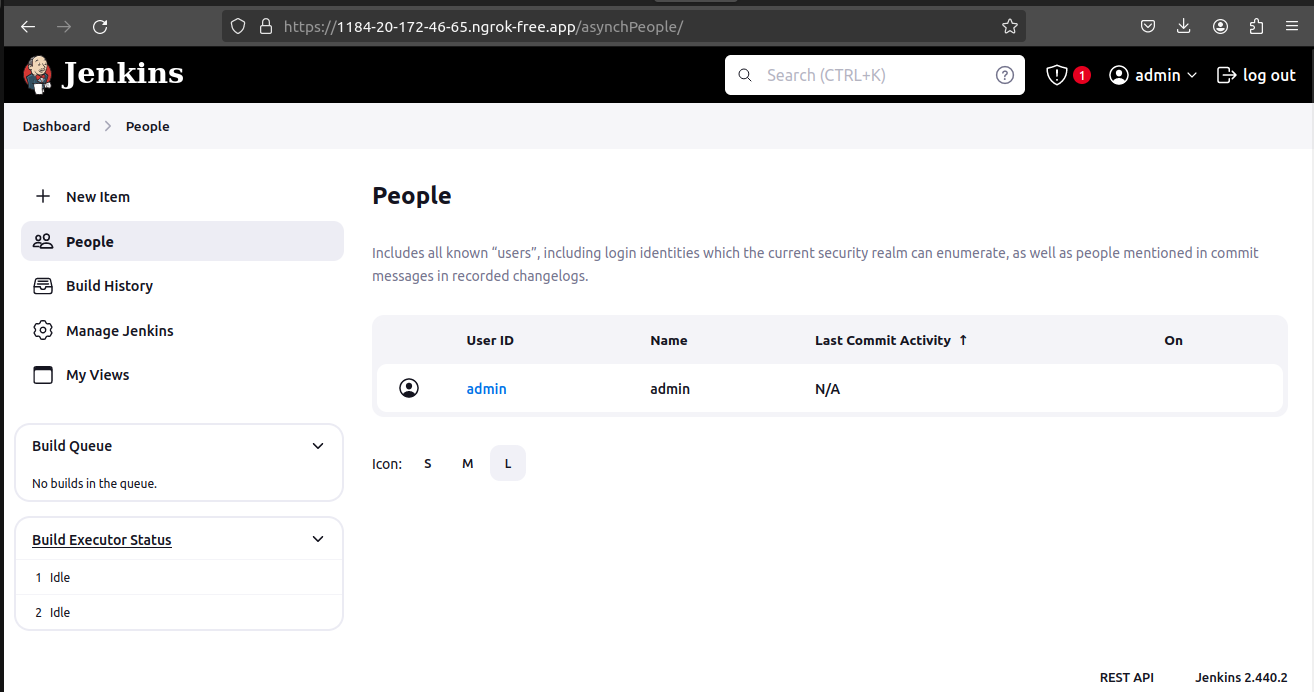 https://1184-20-172-46-65.ngrok-free.app/asynchPeople/
Jenkins
Search (CTRL+K)
1
admin
log out
Dashboard
People
New Item
People
Build History
Manage Jenkins
My Views
Build Queue
No builds in the queue.
Build Executor Status
1 Idle
2 Idle
People
Includes all known “users”, including login identities which the current security realm can enumerate, as well as people mentioned in commit
messages in recorded changelogs.
User ID Name Last Commit Activity ↑ On
admin admin N/A
Icon: S M L
REST API Jenkins 2.440.2